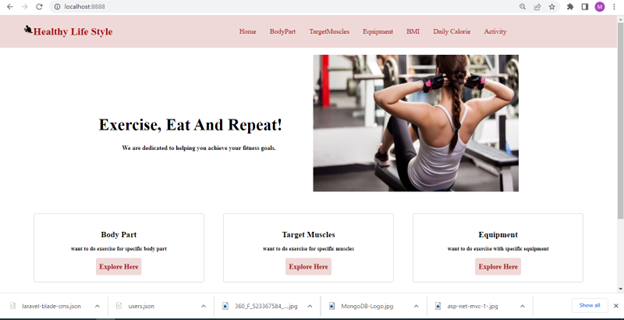 localhost:8888
M
Healthy Life Style
Home BodyPart TargetMuscles Equipment BMI Daily Calorie Activity
Exercise, Eat And Repeat!
We are dedicated to helping you achieve your fitness goals.
Body Part Target Muscles Equipment
want to do exercise for specific body part want to do exercise for specific muscles want to do exercise with specific equipment
Explore Here Explore Here Explore Here
laravel-blade-cms.json users.json 360_F_523367584_....jpg MongoDB-Logo.jpg asp-net-mvc-1-.jpg Show all